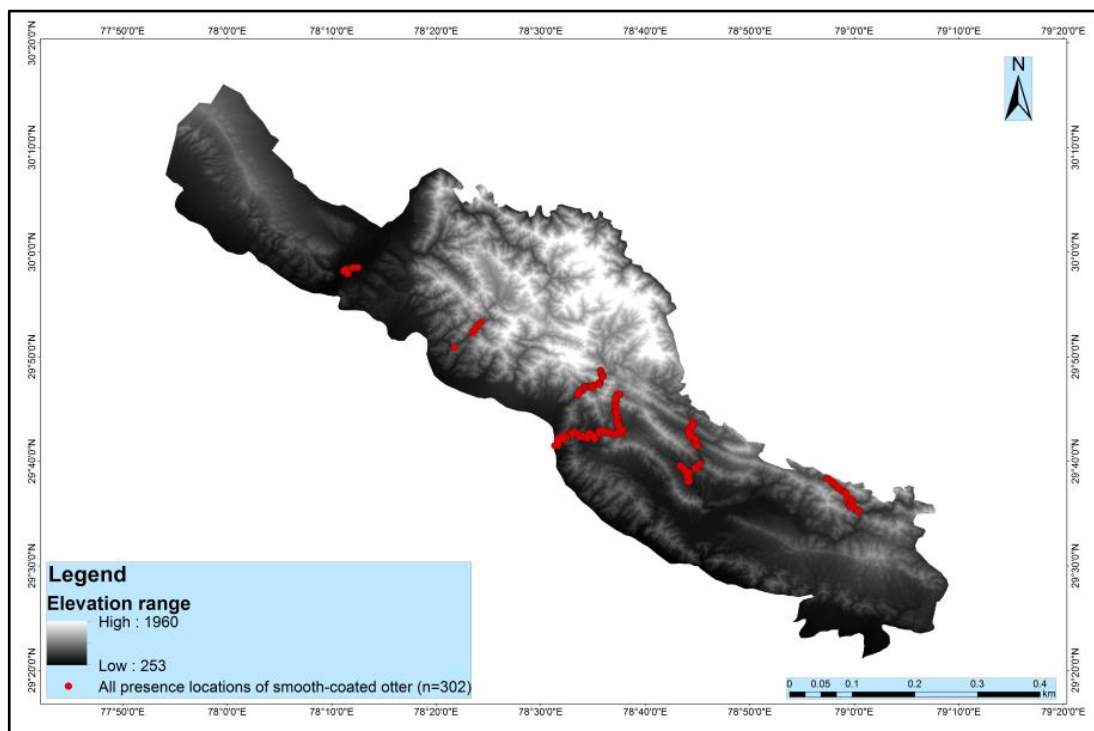 77°50'0"E 78°0'0"E 78°10'0"E 78°20'0"E 78°30'0"E 78°40'0"E 78°50'0"E 79°0'0"E 79°10'0"E 79°20'0"E
30°20'0"N 30°20'0"N
N
30°10'0"N 30°10'0"N
30°0'0"N 30°0'0"N
29°50'0"N 29°50'0"N
29°40'0"N 29°40'0"N
29°30'0"N 29°30'0"N
29°20'0"N 29°20'0"N
Legend
Elevation range
High : 1960
Low : 253
All presence locations of smooth-coated otter (n=302)
0 0.05 0.1 0.2 0.3 0.4
km
77°50'0"E 78°0'0"E 78°10'0"E 78°20'0"E 78°30'0"E 78°40'0"E 78°50'0"E 79°0'0"E 79°10'0"E 79°20'0"E